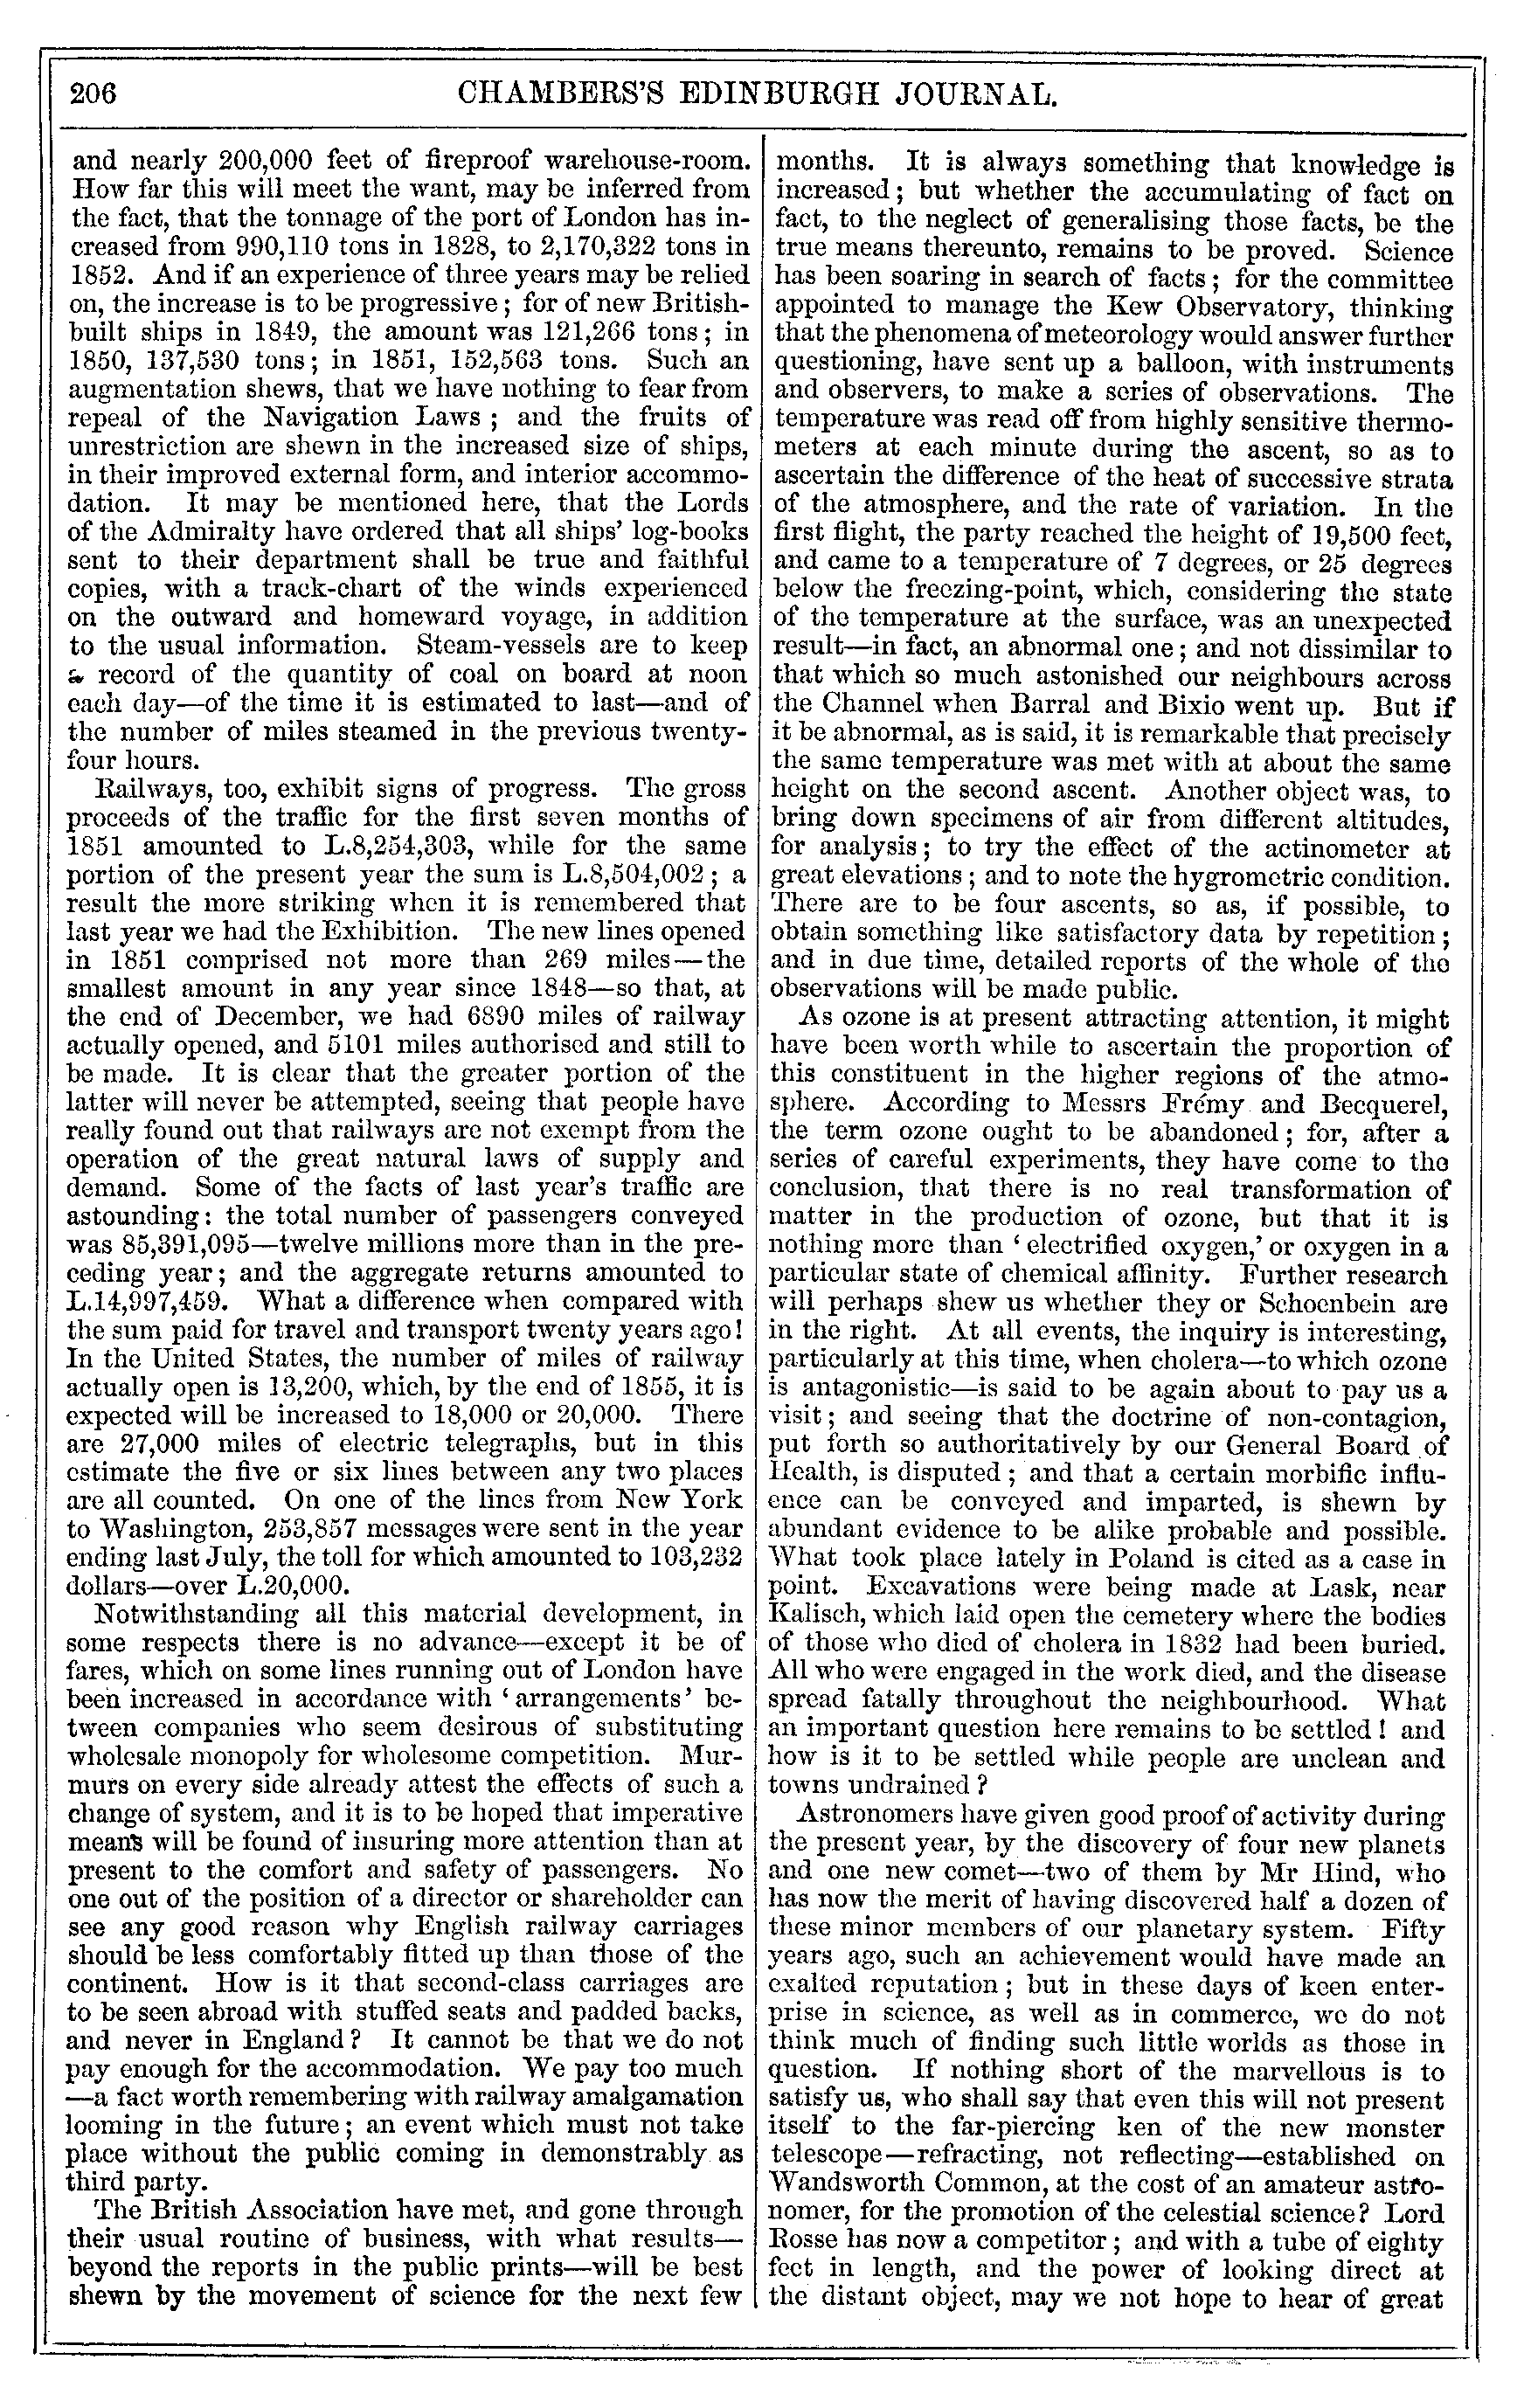 206
CHAMBERS'S EDINBURGH JOURNAL.
and nearly 200,000 feet of fireproof warehouse-room.
How far this will meet the want, may be inferred from
the fact, that the tonnage of the port of London has in-
creased from 990,110 tons in 1828, to 2,170,322 tons in
1852. And if an experience of three years may be relied
on, the increase is to be progressive; for of new British-
built ships in 1849, the amount was 121,266 tons; in
1850, 137,530 tons; in 1851, 152,563 tons. Such an
augmentation shews, that we have nothing to fear from
repeal of the Navigation Laws; and the fruits of
unrestriction are shewn in the increased size of ships,
in their improved external form, and interior accommo-
dation. It may be mentioned here, that the Lords
of the Admiralty have ordered that all ships' log-books
sent to their department shall be true and faithful
copies, with a track-chart of the winds experienced
on the outward and homeward voyage, in addition
to the usual information. Steam-vessels are to keep
a record of the quantity of coal on board at noon
each day—of the time it is estimated to last—and of
the number of miles steamed in the previous twenty-
four hours.
Railways, too, exhibit signs of progress. The gross
proceeds of the traffic for the first seven months of
1851 amounted to L.8,254,303, while for the same
portion of the present year the sum is L.8,504,002; a
result the more striking when it is remembered that
last year we had the Exhibition. The new lines opened
in 1851 comprised not more than 269 miles—the
smallest amount in any year since 1848—so that, at
the end of December, we had 6890 miles of railway
actually opened, and 5101 miles authorised and still to
be made. It is clear that the greater portion of the
latter will never be attempted, seeing that people have
really found out that railways are not exempt from the
operation of the great natural laws of supply and
demand. Some of the facts of last year's traffic are
astounding: the total number of passengers conveyed
was 85,391,095—twelve millions more than in the pre-
ceding year; and the aggregate returns amounted to
L.14,997,459. What a difference when compared with
the sum paid for travel and transport twenty years ago!
In the United States, the number of miles of railway
actually open is 13,200, which, by the end of 1855, it is
expected will be increased to 18,000 or 20,000. There
are 27,000 miles of electric telegraphs, but in this
estimate the five or six lines between any two places
are all counted. On one of the lines from New York
to Washington, 253,857 messages were sent in the year
ending last July, the toll for which amounted to 103,232
dollars—over L.20,000.
Notwithstanding all this material development, in
some respects there is no advance—except it be of
fares, which on some lines running out of London have
been increased in accordance with 'arrangements' be-
tween companies who seem desirous of substituting
wholesale monopoly for wholesome competition. Mur-
murs on every side already attest the effects of such a
change of system, and it is to be hoped that imperative
means will be found of insuring more attention than at
present to the comfort and safety of passengers. No
one out of the position of a director or shareholder can
see any good reason why English railway carriages
should be less comfortably fitted up than those of the
continent. How is it that second-class carriages are
to be seen abroad with stuffed seats and padded backs,
and never in England? It cannot be that we do not
pay enough for the accommodation. We pay too much
—a fact worth remembering with railway amalgamation
looming in the future; an event which must not take
place without the public coming in demonstrably as
third party.
The British Association have met, and gone through
their usual routine of business, with what results—
beyond the reports in the public prints—will be best
shewn by the movement of science for the next few
months. It is always something that knowledge is
increased; but whether the accumulating of fact on
fact, to the neglect of generalising those facts, be the
true means thereunto, remains to be proved. Science
has been soaring in search of facts; for the committee
appointed to manage the Kew Observatory, thinking
that the phenomena of meteorology would answer further
questioning, have sent up a balloon, with instruments
and observers, to make a series of observations. The
temperature was read off from highly sensitive thermo-
meters at each minute during the ascent, so as to
ascertain the difference of the heat of successive strata
of the atmosphere, and the rate of variation. In the
first flight, the party reached the height of 19,500 feet,
and came to a temperature of 7 degrees, or 25 degrees
below the freezing-point, which, considering the state
of the temperature at the surface, was an unexpected
result—in fact, an abnormal one; and not dissimilar to
that which so much astonished our neighbours across
the Channel when Barral and Bixio went up. But if
it be abnormal, as is said, it is remarkable that precisely
the same temperature was met with at about the same
height on the second ascent. Another object was, to
bring down specimens of air from different altitudes,
for analysis; to try the effect of the actinometer at
great elevations; and to note the hygrometric condition.
There are to be four ascents, so as, if possible, to
obtain something like satisfactory data by repetition;
and in due time, detailed reports of the whole of the
observations will be made public.
As ozone is at present attracting attention, it might
have been worth while to ascertain the proportion of
this constituent in the higher regions of the atmo-
sphere. According to Messrs Frémy and Becquerel,
the term ozone ought to be abandoned; for, after a
series of careful experiments, they have come to the
conclusion, that there is no real transformation of
matter in the production of ozone, but that it is
nothing more than 'electrified oxygen,' or oxygen in a
particular state of chemical affinity. Further research
will perhaps shew us whether they or Schoenbein are
in the right. At all events, the inquiry is interesting,
particularly at this time, when cholera—to which ozone
is antagonistic—is said to be again about to pay us a
visit; and seeing that the doctrine of non-contagion,
put forth so authoritatively by our General Board of
Health, is disputed; and that a certain morbific influ-
ence can be conveyed and imparted, is shewn by
abundant evidence to be alike probable and possible.
What took place lately in Poland is cited as a case in
point. Excavations were being made at Lask, near
Kalisch, which laid open the cemetery where the bodies
of those who died of cholera in 1832 had been buried.
All who were engaged in the work died, and the disease
spread fatally throughout the neighbourhood. What
an important question here remains to be settled! and
how is it to be settled while people are unclean and
towns undrained?
Astronomers have given good proof of activity during
the present year, by the discovery of four new planets
and one new comet—two of them by Mr Hind, who
has now the merit of having discovered half a dozen of
these minor members of our planetary system. Fifty
years ago, such an achievement would have made an
exalted reputation; but in these days of keen enter-
prise in science, as well as in commerce, we do not
think much of finding such little worlds as those in
question. If nothing short of the marvellous is to
satisfy us, who shall say that even this will not present
itself to the far-piercing ken of the new monster
telescope—refracting, not reflecting—established on
Wandsworth Common, at the cost of an amateur astro-
nomer, for the promotion of the celestial science? Lord
Rosse has now a competitor; and with a tube of eighty
feet in length, and the power of looking direct at
the distant object, may we not hope to hear of great